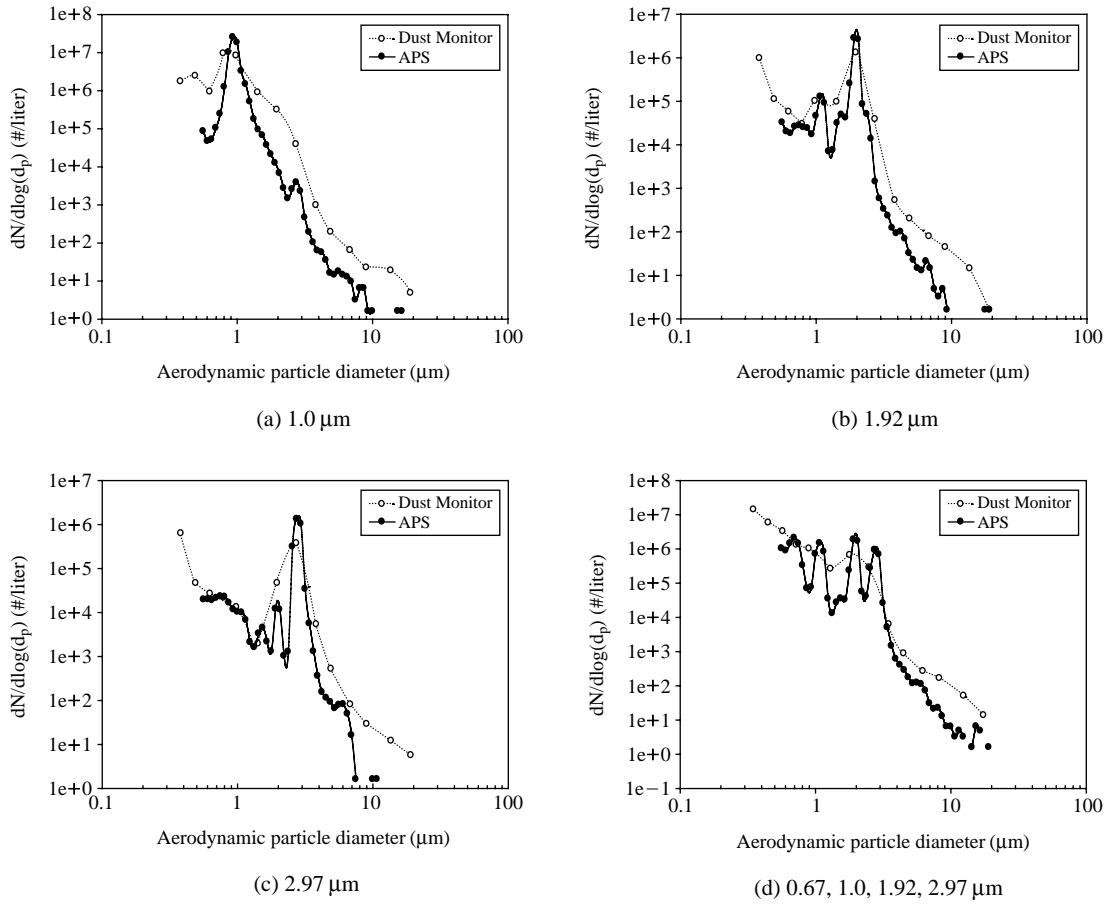 1e+8
1e+7
1e+6
1e+5
1e+4
1e+3
1e+2
1e+1
1e+0
dN/dlog(dp) (#/liter)
Dust Monitor
APS
0.1
1
10
100
Aerodynamic particle diameter (μm)
(a) 1.0 μm
1e+7
1e+6
1e+5
1e+4
1e+3
1e+2
1e+1
1e+0
dN/dlog(dp) (#/liter)
Dust Monitor
APS
0.1
1
10
100
Aerodynamic particle diameter (μm)
(b) 1.92 μm
1e+7
1e+6
1e+5
1e+4
1e+3
1e+2
1e+1
1e+0
dN/dlog(dp) (#/liter)
Dust Monitor
APS
0.1
1
10
100
Aerodynamic particle diameter (μm)
(c) 2.97 μm
1e+8
1e+7
1e+6
1e+5
1e+4
1e+3
1e+2
1e+1
1e+0
1e−1
dN/dlog(dp) (#/liter)
Dust Monitor
APS
0.1
1
10
100
Aerodynamic particle diameter (μm)
(d) 0.67, 1.0, 1.92, 2.97 μm